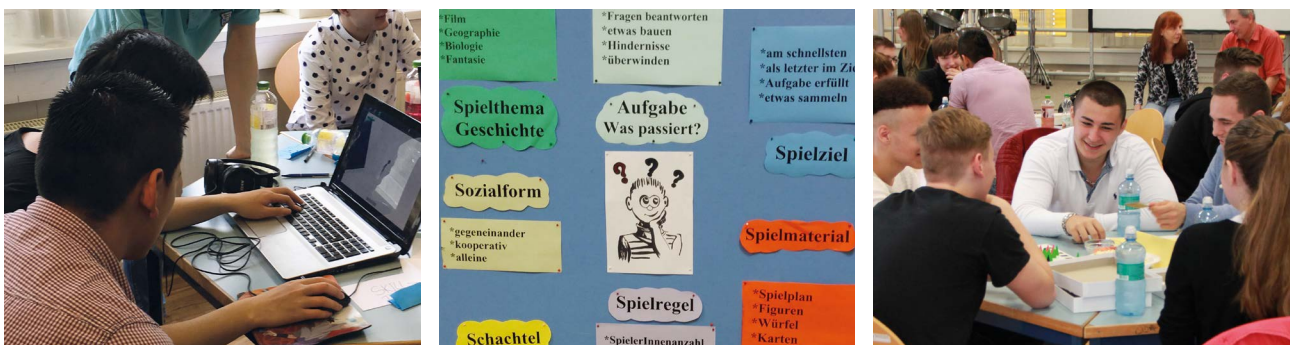 *Film
*Geographie
*Biologie
*Fantasie
*Fragen beantworten
*etwas bauen
*Hindernisse
*überwinden
*am schnellsten
*als letzter im Zie
*Aufgabe erfüllt
*etwas sammeln
Spielthema
Geschichte
Aufgabe
Was passiert?
Spielziel
Sozialform
*gegeneinander
*kooperativ
*alleine
? ? ?
Spielmaterial
Spielregel
*SpielerInnenanzahl
*Spielplan
*Figuren
*Würfel
*Karten
Schachtel